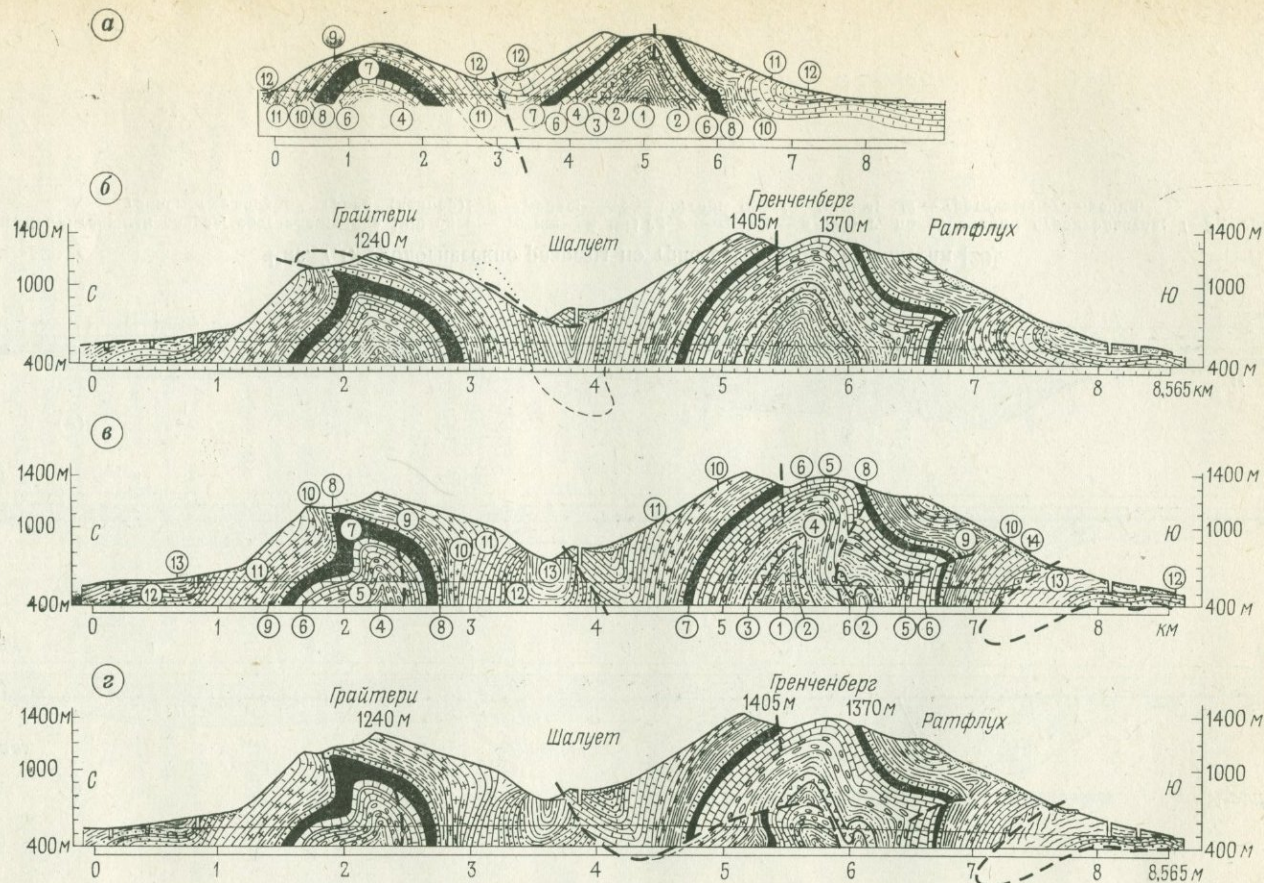 а
9
12 7 12 12 11 12
11 10 8 6 4 11 7 6 4 3 2 1 2 6 8 10
0 1 2 3 4 5 6 7 8
б
Грайтери
1240 м
Шалует
Гренченберг
1405 м 1370 м
Ратфлух
1400 м 1400 м
1000 1000
С Ю
400 м 400 м
0 1 2 3 4 5 6 7 8 8,565 км
в
1400 м 10 8 10 6 5 8 1400 м
1000 7 9 11 4 9 10 14 1000
С Ю
13 11 10 11 13 13
12 5 12 12
400 м 400 м
0 1 2 3 4 5 6 7 8 км
9 6 4 8 7 3 1 2 2 5 6
г
Грайтери
1240 м
Шалует
Гренченберг
1405 м 1370 м
Ратфлух
1400 м 1400 м
1000 1000
С Ю
400 м 400 м
0 1 2 3 4 5 6 7 8 8,565 м